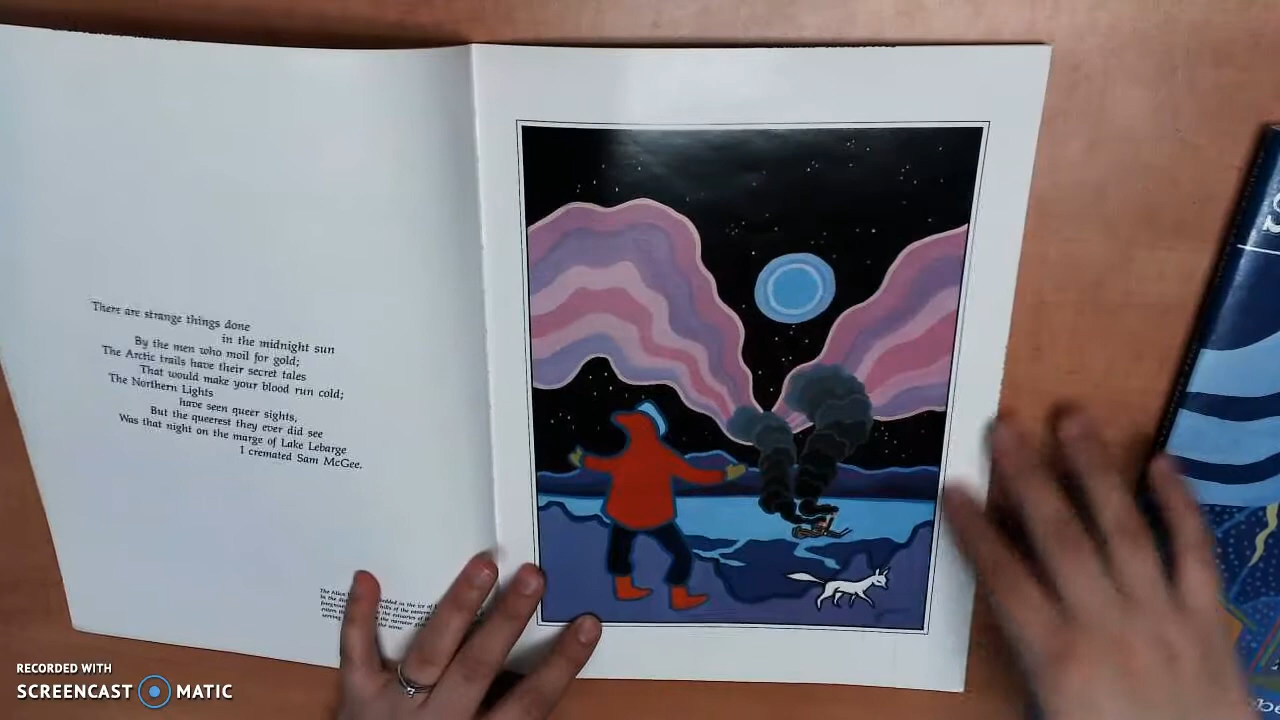 There are strange things done
in the midnight sun
By the men who moil for gold;
The Arctic trails have their secret tales
That would make your blood run cold;
The Northern Lights
have seen queer sights,
But the queerest they ever did see
Was that night on the marge of Lake Lebarge
I cremated Sam McGee.
RECORDED WITH
SCREENCAST MATIC